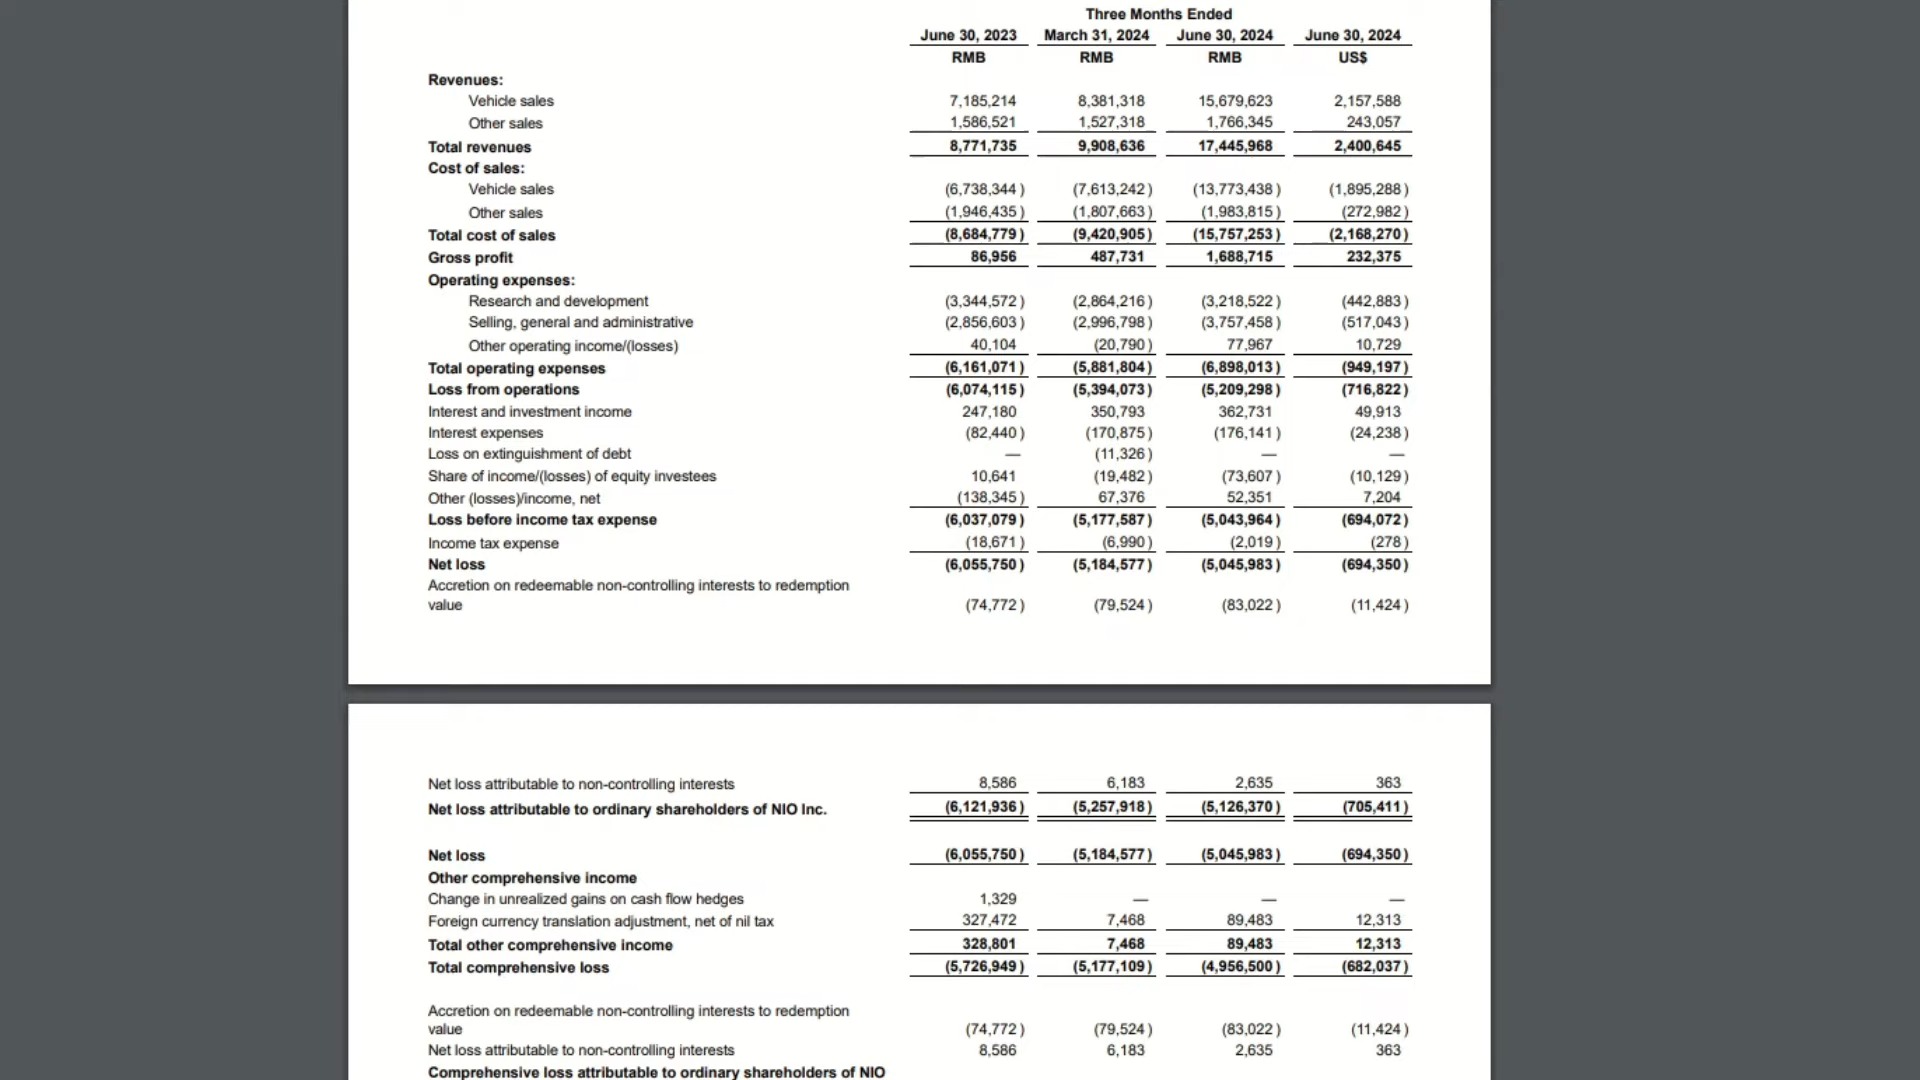 Three Months Ended
June 30, 2023 March 31, 2024 June 30, 2024 June 30, 2024
RMB RMB RMB US$
Revenues:
Vehicle sales 7,185,214 8,381,318 15,679,623 2,157,588
Other sales 1,586,521 1,527,318 1,766,345 243,057
Total revenues 8,771,735 9,908,636 17,445,968 2,400,645
Cost of sales:
Vehicle sales (6,738,344) (7,613,242) (13,773,438) (1,895,288)
Other sales (1,946,435) (1,807,663) (1,983,815) (272,982)
Total cost of sales (8,684,779) (9,420,905) (15,757,253) (2,168,270)
Gross profit 86,956 487,731 1,688,715 232,375
Operating expenses:
Research and development (3,344,572) (2,864,216) (3,218,522) (442,883)
Selling, general and administrative (2,856,603) (2,996,798) (3,757,458) (517,043)
Other operating income/(losses) 40,104 (20,790) 77,967 10,729
Total operating expenses (6,161,071) (5,881,804) (6,898,013) (949,197)
Loss from operations (6,074,115) (5,394,073) (5,209,298) (716,822)
Interest and investment income 247,180 350,793 362,731 49,913
Interest expenses (82,440) (170,875) (176,141) (24,238)
Loss on extinguishment of debt — (11,326) — —
Share of income/(losses) of equity investees 10,641 (19,482) (73,607) (10,129)
Other (losses)/income, net (138,345) 67,376 52,351 7,204
Loss before income tax expense (6,037,079) (5,177,587) (5,043,964) (694,072)
Income tax expense (18,671) (6,990) (2,019) (278)
Net loss (6,055,750) (5,184,577) (5,045,983) (694,350)
Accretion on redeemable non-controlling interests to redemption
value (74,772) (79,524) (83,022) (11,424)
Net loss attributable to non-controlling interests 8,586 6,183 2,635 363
Net loss attributable to ordinary shareholders of NIO Inc. (6,121,936) (5,257,918) (5,126,370) (705,411)
Net loss (6,055,750) (5,184,577) (5,045,983) (694,350)
Other comprehensive income
Change in unrealized gains on cash flow hedges 1,329 — — —
Foreign currency translation adjustment, net of nil tax 327,472 7,468 89,483 12,313
Total other comprehensive income 328,801 7,468 89,483 12,313
Total comprehensive loss (5,726,949) (5,177,109) (4,956,500) (682,037)
Accretion on redeemable non-controlling interests to redemption
value (74,772) (79,524) (83,022) (11,424)
Net loss attributable to non-controlling interests 8,586 6,183 2,635 363
Comprehensive loss attributable to ordinary shareholders of NIO